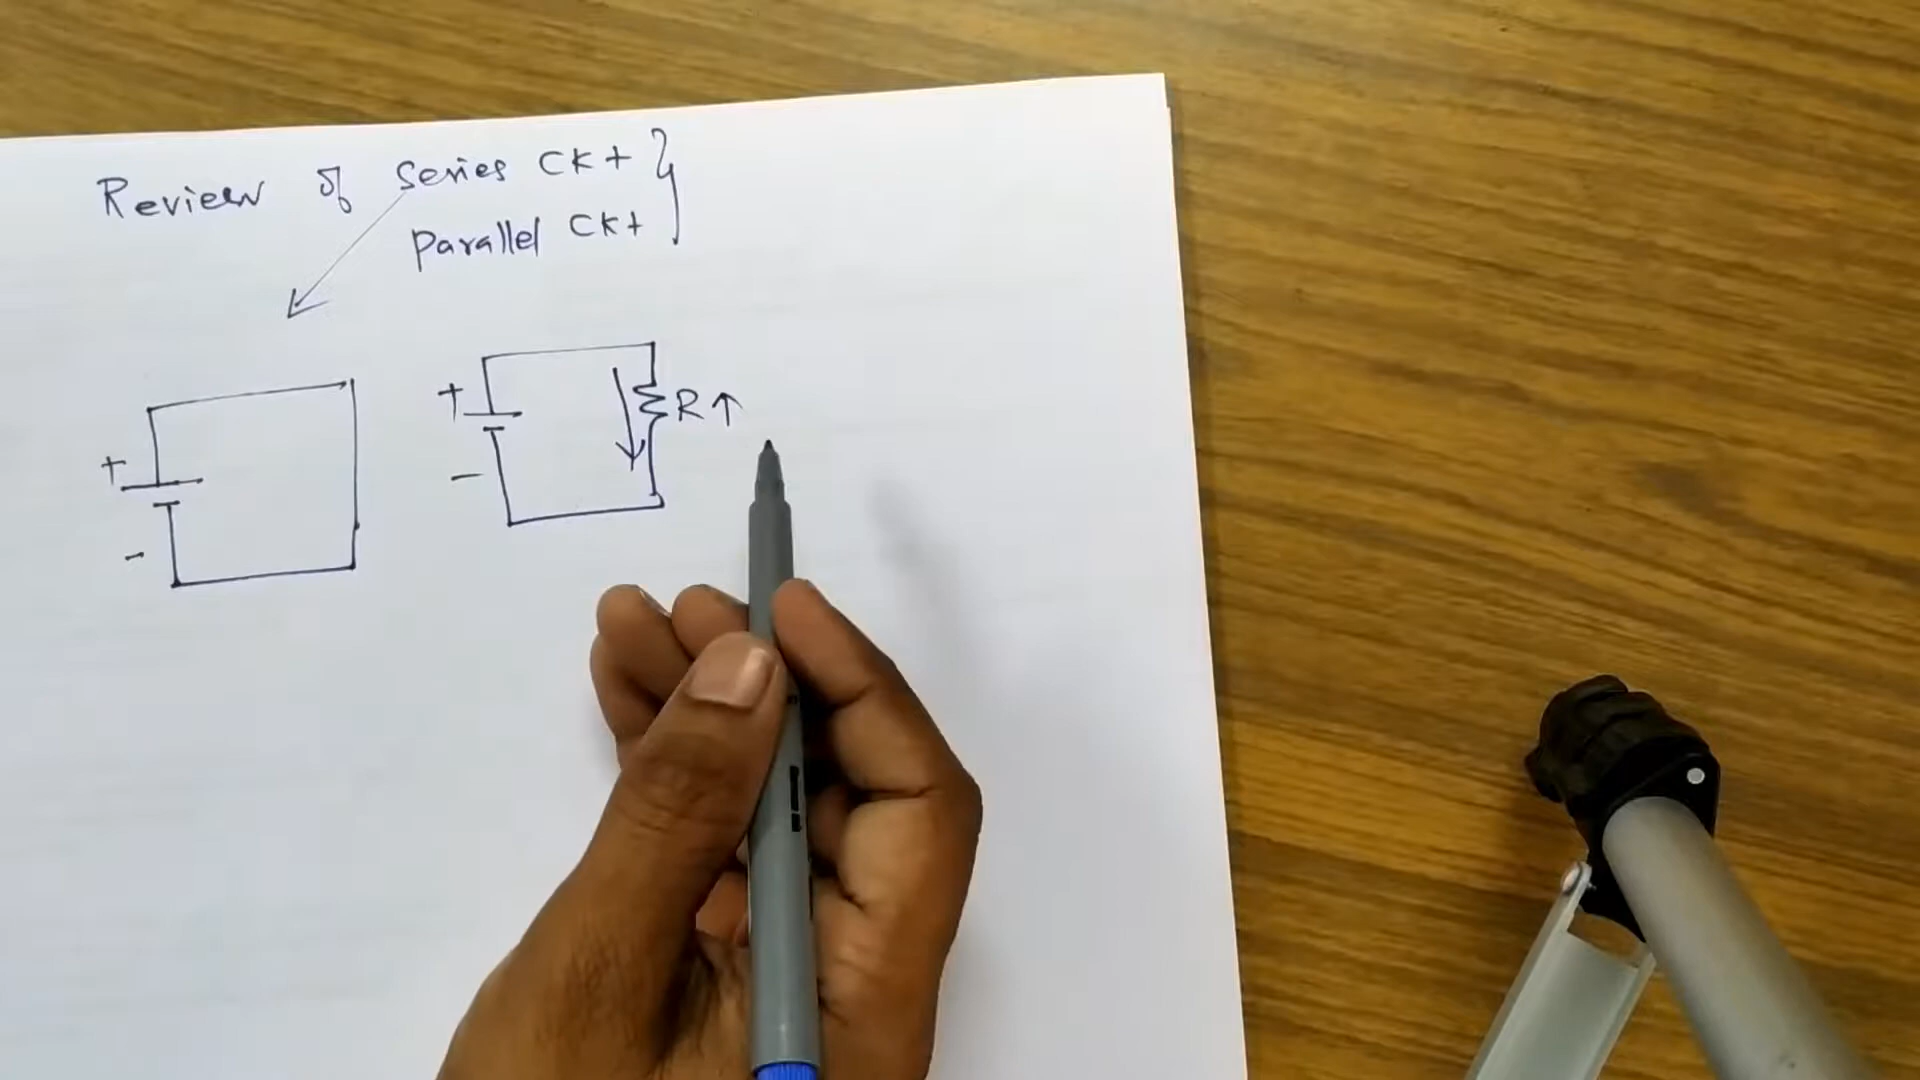 Review of Series CKt
Parallel CKt
+
-
+
-
R↑